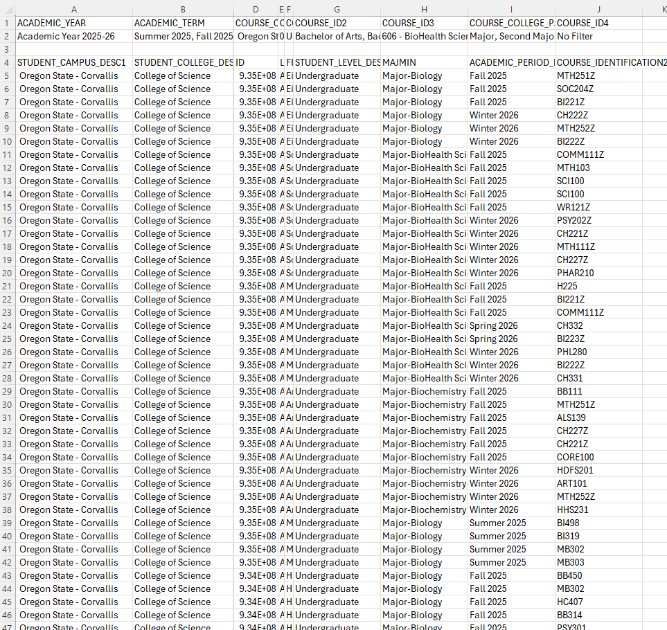 A B D E F G H I J K
1 ACADEMIC_YEAR ACADEMIC_TERM COURSE_C COURSE_ID2 COURSE_ID3 COURSE_COLLEGE_P COURSE_ID4
2 Academic Year 2025-26 Summer 2025, Fall 2025 Oregon St U Bachelor of Arts, Ba 606 - BioHealth Scie Major, Second Majo No Filter
3
4 STUDENT_CAMPUS_DESC1 STUDENT_COLLEGE_DES ID L F STUDENT_LEVEL_DES MAJMIN ACADEMIC_PERIOD_ COURSE_IDENTIFICATION2
5 Oregon State - Corvallis College of Science 9.35E+08 A Ei Undergraduate Major-Biology Fall 2025 MTH251Z
6 Oregon State - Corvallis College of Science 9.35E+08 A Ei Undergraduate Major-Biology Fall 2025 SOC204Z
7 Oregon State - Corvallis College of Science 9.35E+08 A Ei Undergraduate Major-Biology Fall 2025 BI221Z
8 Oregon State - Corvallis College of Science 9.35E+08 A Ei Undergraduate Major-Biology Winter 2026 CH222Z
9 Oregon State - Corvallis College of Science 9.35E+08 A Ei Undergraduate Major-Biology Winter 2026 MTH252Z
10 Oregon State - Corvallis College of Science 9.35E+08 A Ei Undergraduate Major-Biology Winter 2026 BI222Z
11 Oregon State - Corvallis College of Science 9.35E+08 A Sc Undergraduate Major-BioHealth Sci Fall 2025 COMM111Z
12 Oregon State - Corvallis College of Science 9.35E+08 A Sc Undergraduate Major-BioHealth Sci Fall 2025 MTH103
13 Oregon State - Corvallis College of Science 9.35E+08 A Sc Undergraduate Major-BioHealth Sci Fall 2025 SCI100
14 Oregon State - Corvallis College of Science 9.35E+08 A Sc Undergraduate Major-BioHealth Sci Fall 2025 SCI100
15 Oregon State - Corvallis College of Science 9.35E+08 A Sc Undergraduate Major-BioHealth Sci Fall 2025 WR121Z
16 Oregon State - Corvallis College of Science 9.35E+08 A Sc Undergraduate Major-BioHealth Sci Winter 2026 PSY202Z
17 Oregon State - Corvallis College of Science 9.35E+08 A Sc Undergraduate Major-BioHealth Sci Winter 2026 CH221Z
18 Oregon State - Corvallis College of Science 9.35E+08 A Sc Undergraduate Major-BioHealth Sci Winter 2026 MTH111Z
19 Oregon State - Corvallis College of Science 9.35E+08 A Sc Undergraduate Major-BioHealth Sci Winter 2026 CH227Z
20 Oregon State - Corvallis College of Science 9.35E+08 A Sc Undergraduate Major-BioHealth Sci Winter 2026 PHAR210
21 Oregon State - Corvallis College of Science 9.35E+08 A Undergraduate Major-BioHealth Sci Fall 2025 H225
22 Oregon State - Corvallis College of Science 9.35E+08 A Undergraduate Major-BioHealth Sci Fall 2025 BI221Z
23 Oregon State - Corvallis College of Science 9.35E+08 A Undergraduate Major-BioHealth Sci Fall 2025 COMM111Z
24 Oregon State - Corvallis College of Science 9.35E+08 A Undergraduate Major-BioHealth Sci Spring 2026 CH332
25 Oregon State - Corvallis College of Science 9.35E+08 A Undergraduate Major-BioHealth Sci Spring 2026 BI223Z
26 Oregon State - Corvallis College of Science 9.35E+08 A Undergraduate Major-BioHealth Sci Winter 2026 PHL280
27 Oregon State - Corvallis College of Science 9.35E+08 A Undergraduate Major-BioHealth Sci Winter 2026 BI222Z
28 Oregon State - Corvallis College of Science 9.35E+08 A Undergraduate Major-BioHealth Sci Winter 2026 CH331
29 Oregon State - Corvallis College of Science 9.35E+08 A Undergraduate Major-Biochemistry Fall 2025 BB111
30 Oregon State - Corvallis College of Science 9.35E+08 A Undergraduate Major-Biochemistry Fall 2025 MTH251Z
31 Oregon State - Corvallis College of Science 9.35E+08 A Undergraduate Major-Biochemistry Fall 2025 ALS139
32 Oregon State - Corvallis College of Science 9.35E+08 A Undergraduate Major-Biochemistry Fall 2025 CH227Z
33 Oregon State - Corvallis College of Science 9.35E+08 A Undergraduate Major-Biochemistry Fall 2025 CH221Z
34 Oregon State - Corvallis College of Science 9.35E+08 A Undergraduate Major-Biochemistry Fall 2025 CORE100
35 Oregon State - Corvallis College of Science 9.35E+08 A Undergraduate Major-Biochemistry Winter 2026 HDFS201
36 Oregon State - Corvallis College of Science 9.35E+08 A Undergraduate Major-Biochemistry Winter 2026 ART101
37 Oregon State - Corvallis College of Science 9.35E+08 A Undergraduate Major-Biochemistry Winter 2026 MTH252Z
38 Oregon State - Corvallis College of Science 9.35E+08 A Undergraduate Major-Biochemistry Winter 2026 HHS231
39 Oregon State - Corvallis College of Science 9.35E+08 A M Undergraduate Major-Biology Summer 2025 BI498
40 Oregon State - Corvallis College of Science 9.35E+08 A M Undergraduate Major-Biology Summer 2025 BI319
41 Oregon State - Corvallis College of Science 9.35E+08 A M Undergraduate Major-Biology Summer 2025 MB302
42 Oregon State - Corvallis College of Science 9.35E+08 A M Undergraduate Major-Biology Summer 2025 MB303
43 Oregon State - Corvallis College of Science 9.34E+08 A H Undergraduate Major-Biology Fall 2025 BB450
44 Oregon State - Corvallis College of Science 9.34E+08 A H Undergraduate Major-Biology Fall 2025 MB302
45 Oregon State - Corvallis College of Science 9.34E+08 A H Undergraduate Major-Biology Fall 2025 HC407
46 Oregon State - Corvallis College of Science 9.34E+08 A H Undergraduate Major-Biology Fall 2025 BB314
47 Oregon State - Corvallis College of Science 9.34E+08 A H Undergraduate Major-Biology Fall 2025 PSY301